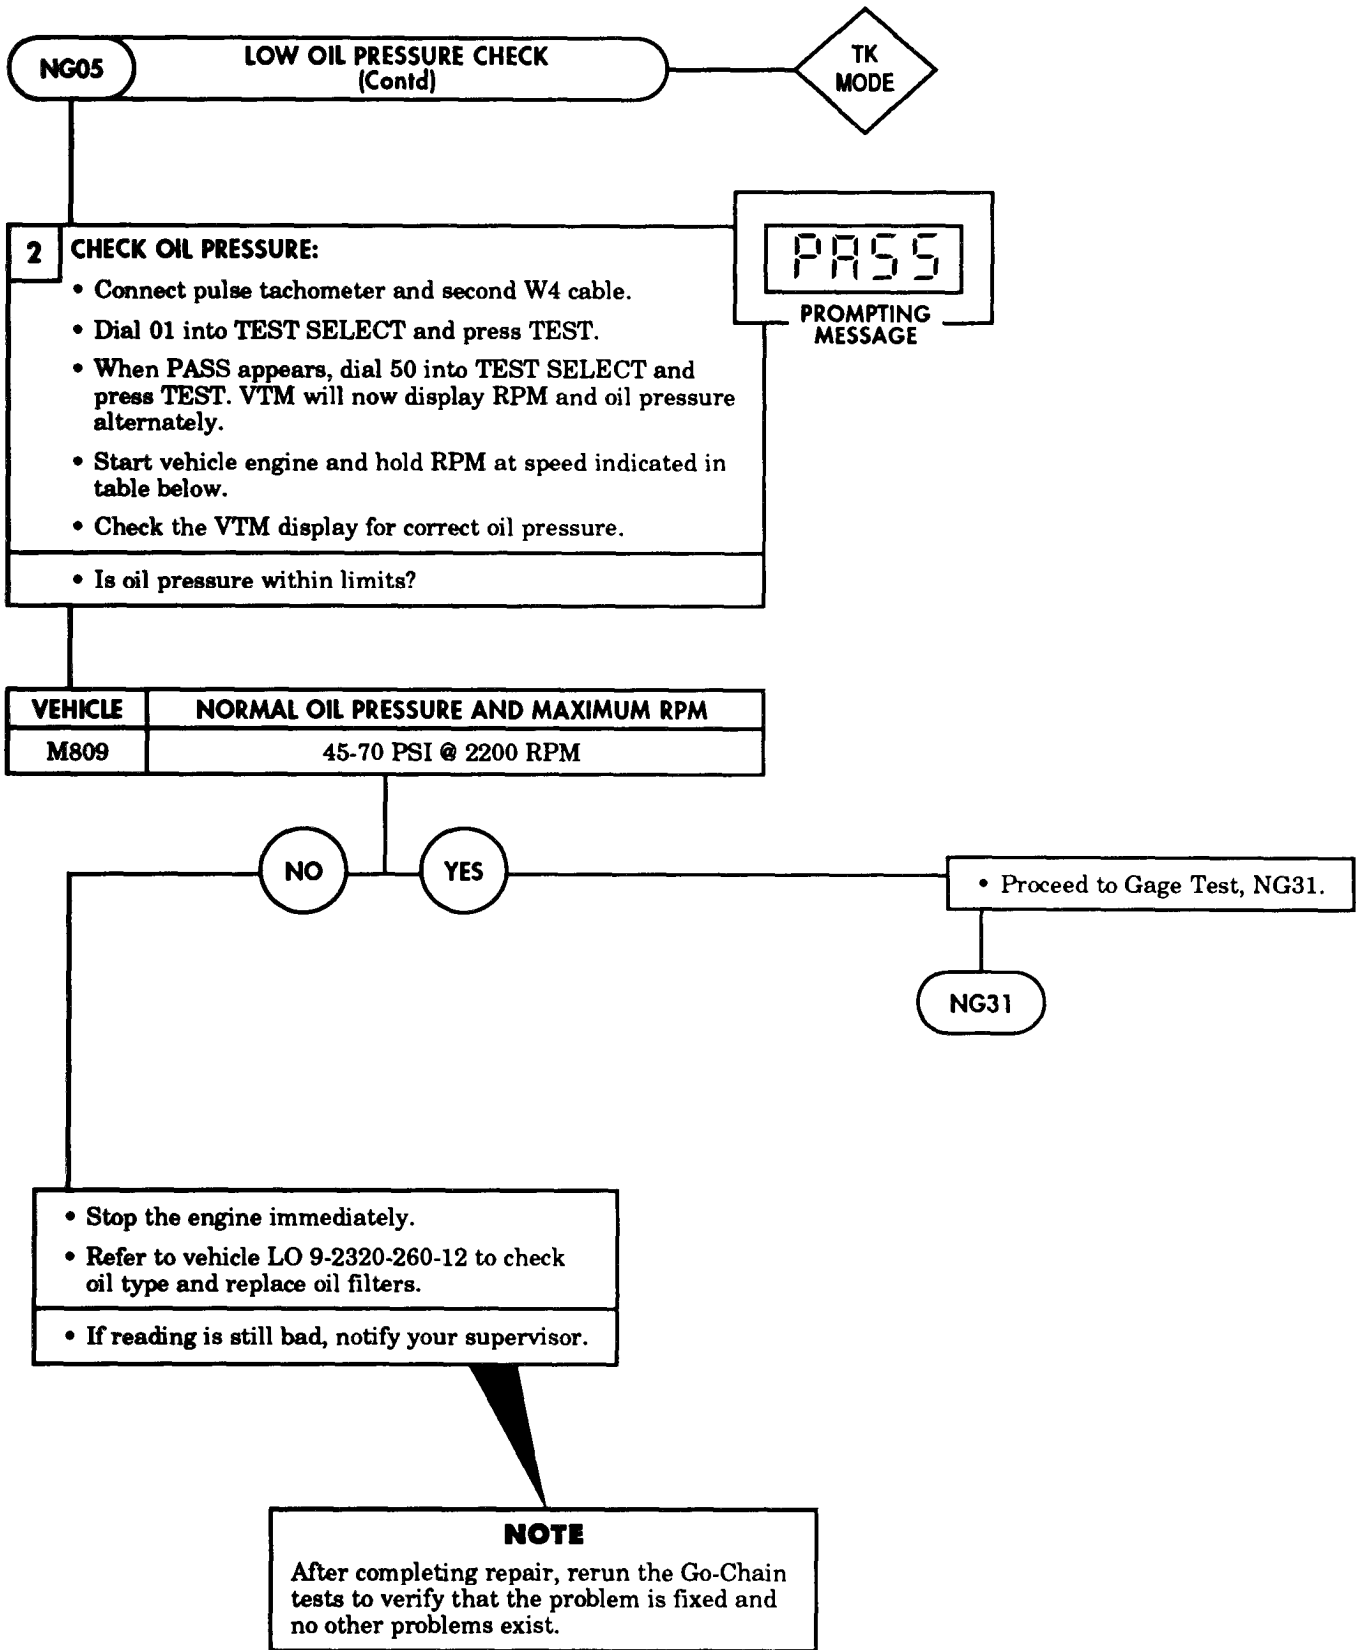 NG05
LOW OIL PRESSURE CHECK
(Contd)
TK
MODE
2
CHECK OIL PRESSURE:
• Connect pulse tachometer and second W4 cable.
• Dial 01 into TEST SELECT and press TEST.
• When PASS appears, dial 50 into TEST SELECT and
press TEST. VTM will now display RPM and oil pressure
alternately.
• Start vehicle engine and hold RPM at speed indicated in
table below.
• Check the VTM display for correct oil pressure.
• Is oil pressure within limits?
PASS
PROMPTING
MESSAGE
VEHICLE NORMAL OIL PRESSURE AND MAXIMUM RPM
M809 45-70 PSI @ 2200 RPM
NO
YES
• Proceed to Gage Test, NG31.
NG31
• Stop the engine immediately.
• Refer to vehicle LO 9-2320-260-12 to check
oil type and replace oil filters.
• If reading is still bad, notify your supervisor.
NOTE
After completing repair, rerun the Go-Chain
tests to verify that the problem is fixed and
no other problems exist.